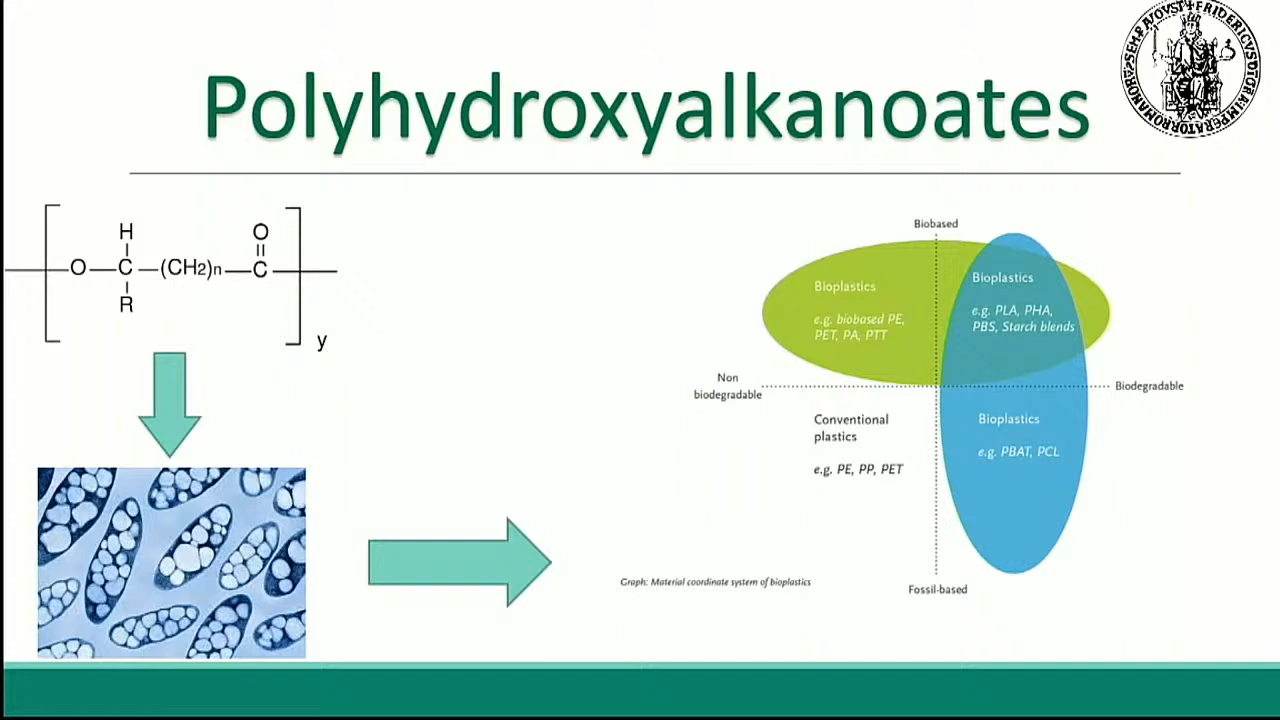 Polyhydroxyalkanoates
H
O
O
C
(CH2)n
C
R
y
Biobased
Bioplastics
e.g. biobased PE,
PET, PA, PTT
Bioplastics
e.g. PLA, PHA,
PBS, Starch blends
Non
biodegradable
Biodegradable
Conventional
plastics
e.g. PE, PP, PET
Bioplastics
e.g. PBAT, PCL
Graph: Material coordinate system of bioplastics
Fossil-based